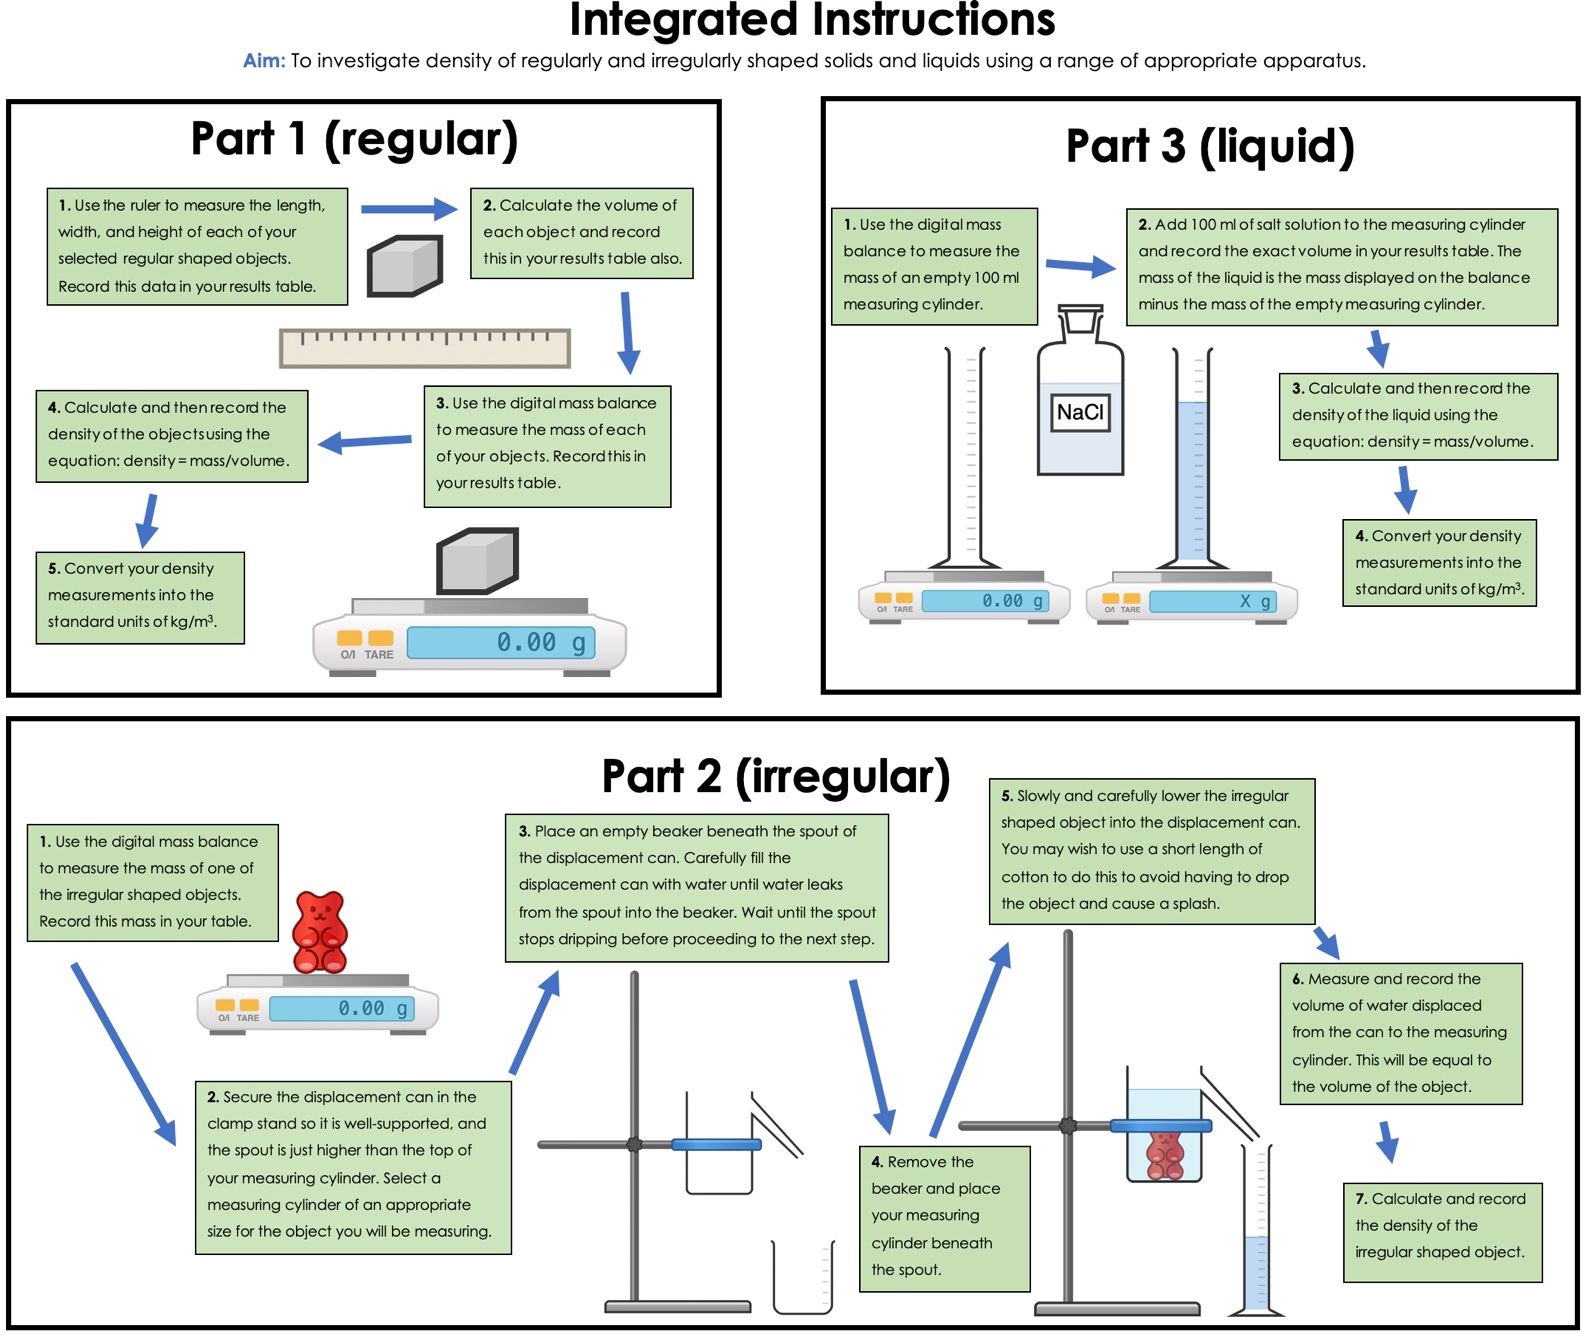 Integrated Instructions
Aim: To investigate density of regularly and irregularly shaped solids and liquids using a range of appropriate apparatus.
Part 1 (regular)
1. Use the ruler to measure the length,
width, and height of each of your
selected regular shaped objects.
Record this data in your results table.
2. Calculate the volume of
each object and record
this in your results table also.
3. Use the digital mass balance
to measure the mass of each
of your objects. Record this in
your results table.
4. Calculate and then record the
density of the objects using the
equation: density = mass/volume.
5. Convert your density
measurements into the
standard units of kg/m³.
0.00 g
O/I TARE
Part 3 (liquid)
1. Use the digital mass
balance to measure the
mass of an empty 100 ml
measuring cylinder.
2. Add 100 ml of salt solution to the measuring cylinder
and record the exact volume in your results table. The
mass of the liquid is the mass displayed on the balance
minus the mass of the empty measuring cylinder.
NaCl
3. Calculate and then record the
density of the liquid using the
equation: density = mass/volume.
4. Convert your density
measurements into the
standard units of kg/m³.
0.00 g
O/I TARE
X g
O/I TARE
Part 2 (irregular)
1. Use the digital mass balance
to measure the mass of one of
the irregular shaped objects.
Record this mass in your table.
0.00 g
O/I TARE
2. Secure the displacement can in the
clamp stand so it is well-supported, and
the spout is just higher than the top of
your measuring cylinder. Select a
measuring cylinder of an appropriate
size for the object you will be measuring.
3. Place an empty beaker beneath the spout of
the displacement can. Carefully fill the
displacement can with water until water leaks
from the spout into the beaker. Wait until the spout
stops dripping before proceeding to the next step.
4. Remove the
beaker and place
your measuring
cylinder beneath
the spout.
5. Slowly and carefully lower the irregular
shaped object into the displacement can.
You may wish to use a short length of
cotton to do this to avoid having to drop
the object and cause a splash.
6. Measure and record the
volume of water displaced
from the can to the measuring
cylinder. This will be equal to
the volume of the object.
7. Calculate and record
the density of the
irregular shaped object.